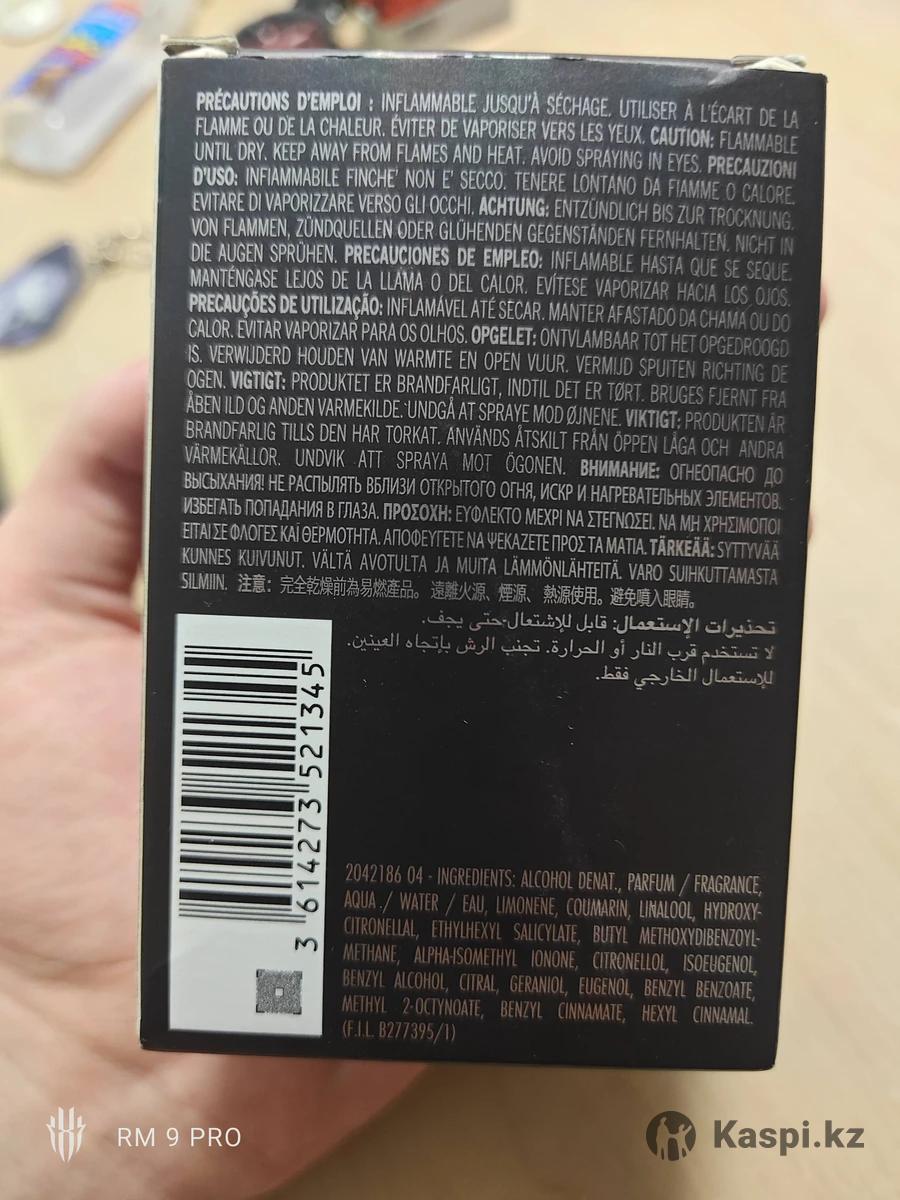 PRÉCAUTIONS D'EMPLOI : INFLAMMABLE JUSQU'À SÉCHAGE. UTILISER À L'ÉCART DE LA
FLAMME OU DE LA CHALEUR. ÉVITER DE VAPORISER VERS LES YEUX. CAUTION: FLAMMABLE
UNTIL DRY. KEEP AWAY FROM FLAMES AND HEAT. AVOID SPRAYING IN EYES. PRECAUZIONI
D'USO: INFIAMMABILE FINCHE' NON E' SECCO. TENERE LONTANO DA FIAMME O CALORE.
EVITARE DI VAPORIZZARE VERSO GLI OCCHI. ACHTUNG: ENTZÜNDLICH BIS ZUR TROCKNUNG.
VON FLAMMEN, ZÜNDQUELLEN ODER GLÜHENDEN GEGENSTÄNDEN FERNHALTEN. NICHT IN
DIE AUGEN SPRÜHEN. PRECAUCIONES DE EMPLEO: INFLAMABLE HASTA QUE SE SEQUE.
MANTÉNGASE LEJOS DE LA LLAMA O DEL CALOR. EVÍTESE VAPORIZAR HACIA LOS OJOS.
PRECAUÇÕES DE UTILIZAÇÃO: INFLAMÁVEL ATÉ SECAR. MANTER AFASTADO DA CHAMA OU DO
CALOR. EVITAR VAPORIZAR PARA OS OLHOS. OPGELET: ONTVLAMBAAR TOT HET OPGEDROOGD
IS. VERWIJDERD HOUDEN VAN WARMTE EN OPEN VUUR. VERMIJD SPUITEN RICHTING DE
OGEN. VIGTIGT: PRODUKTET ER BRANDFARLIGT, INDTIL DET ER TØRT. BRUGES FJERNT FRA
ÅBEN ILD OG ANDEN VARMEKILDE. UNDGÅ AT SPRAYE MOD ØJNENE. VIKTIGT: PRODUKTEN ÄR
BRANDFARLIG TILLS DEN HAR TORKAT. ANVÄNDS ÅTSKILT FRÅN ÖPPEN LÅGA OCH ANDRA
VÄRMEKÄLLOR. UNDVIK ATT SPRAYA MOT ÖGONEN. ВНИМАНИЕ: ОГНЕОПАСНО ДО
ВЫСЫХАНИЯ! НЕ РАСПЫЛЯТЬ ВБЛИЗИ ОТКРЫТОГО ОГНЯ, ИСКР И НАГРЕВАТЕЛЬНЫХ ЭЛЕМЕНТОВ.
ИЗБЕГАТЬ ПОПАДАНИЯ В ГЛАЗА. ΠΡΟΣΟΧΗ: ΕΥΦΛΕΚΤΟ ΜΕΧΡΙ ΝΑ ΣΤΕΓΝΩΣΕΙ. ΝΑ ΜΗ ΧΡΗΣΙΜΟΠΟΙ
ΕΙΤΑΙ ΣΕ ΦΛΟΓΕΣ ΚΑΙ ΘΕΡΜΟΤΗΤΑ. ΑΠΟΦΕΥΓΕΤΕ ΝΑ ΨΕΚΑΖΕΤΕ ΠΡΟΣ ΤΑ ΜΑΤΙΑ. TÄRKEÄÄ: SYTTYVÄÄ
KUNNES KUIVUNUT. VÄLTÄ AVOTULTA JA MUITA LÄMMÖNLÄHTEITÄ. VARO SUIHKUTTAMASTA
SILMIIN. 注意: 完全乾燥前為易燃產品。 遠離火源、煙源、 熱源使用。避免噴入眼睛。
تحذيرات الإستعمال: قابل للإشتعال حتى يجف.
لا تستخدم قرب النار أو الحرارة. تجنب الرش بإتجاه العينين.
للإستعمال الخارجي فقط.
3 614273 521345
2042186 04 - INGREDIENTS: ALCOHOL DENAT., PARFUM / FRAGRANCE,
AQUA ./ WATER / EAU, LIMONENE, COUMARIN, LINALOOL, HYDROXY-
CITRONELLAL, ETHYLHEXYL SALICYLATE, BUTYL METHOXYDIBENZOYL-
METHANE, ALPHA-ISOMETHYL IONONE, CITRONELLOL, ISOEUGENOL,
BENZYL ALCOHOL, CITRAL, GERANIOL, EUGENOL, BENZYL BENZOATE,
METHYL 2-OCTYNOATE, BENZYL CINNAMATE, HEXYL CINNAMAL.
(F.I.L. B277395/1)
RM 9 PRO
Kaspi.kz